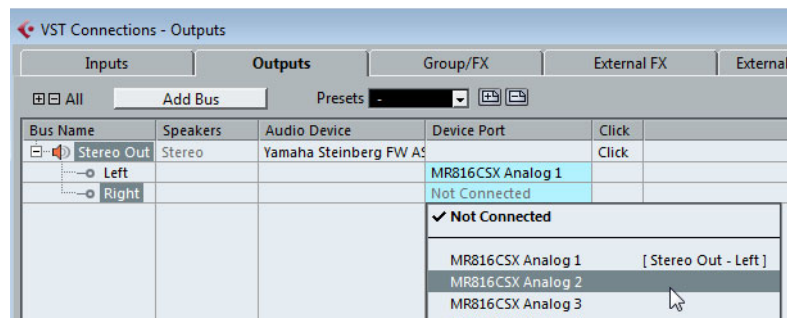 VST Connections - Outputs
Inputs Outputs Group/FX External FX External
All Add Bus Presets -
Bus Name Speakers Audio Device Device Port Click
Stereo Out Stereo Yamaha Steinberg FW AS Click
Left MR816CSX Analog 1
Right Not Connected
✓ Not Connected
MR816CSX Analog 1 [ Stereo Out - Left ]
MR816CSX Analog 2
MR816CSX Analog 3